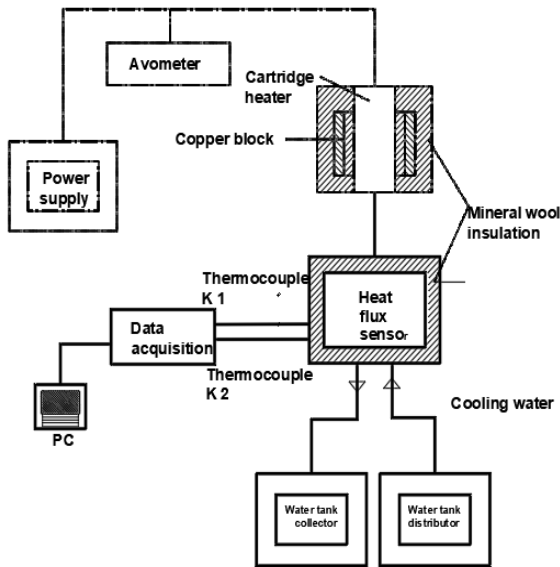 Avometer
Cartridge
heater
Copper block
Power
supply
Mineral wool
insulation
Thermocouple
K 1
Heat
flux
sensor
Data
acquisition
Thermocouple
K 2
PC
Cooling water
Water tank
collector
Water tank
distributor